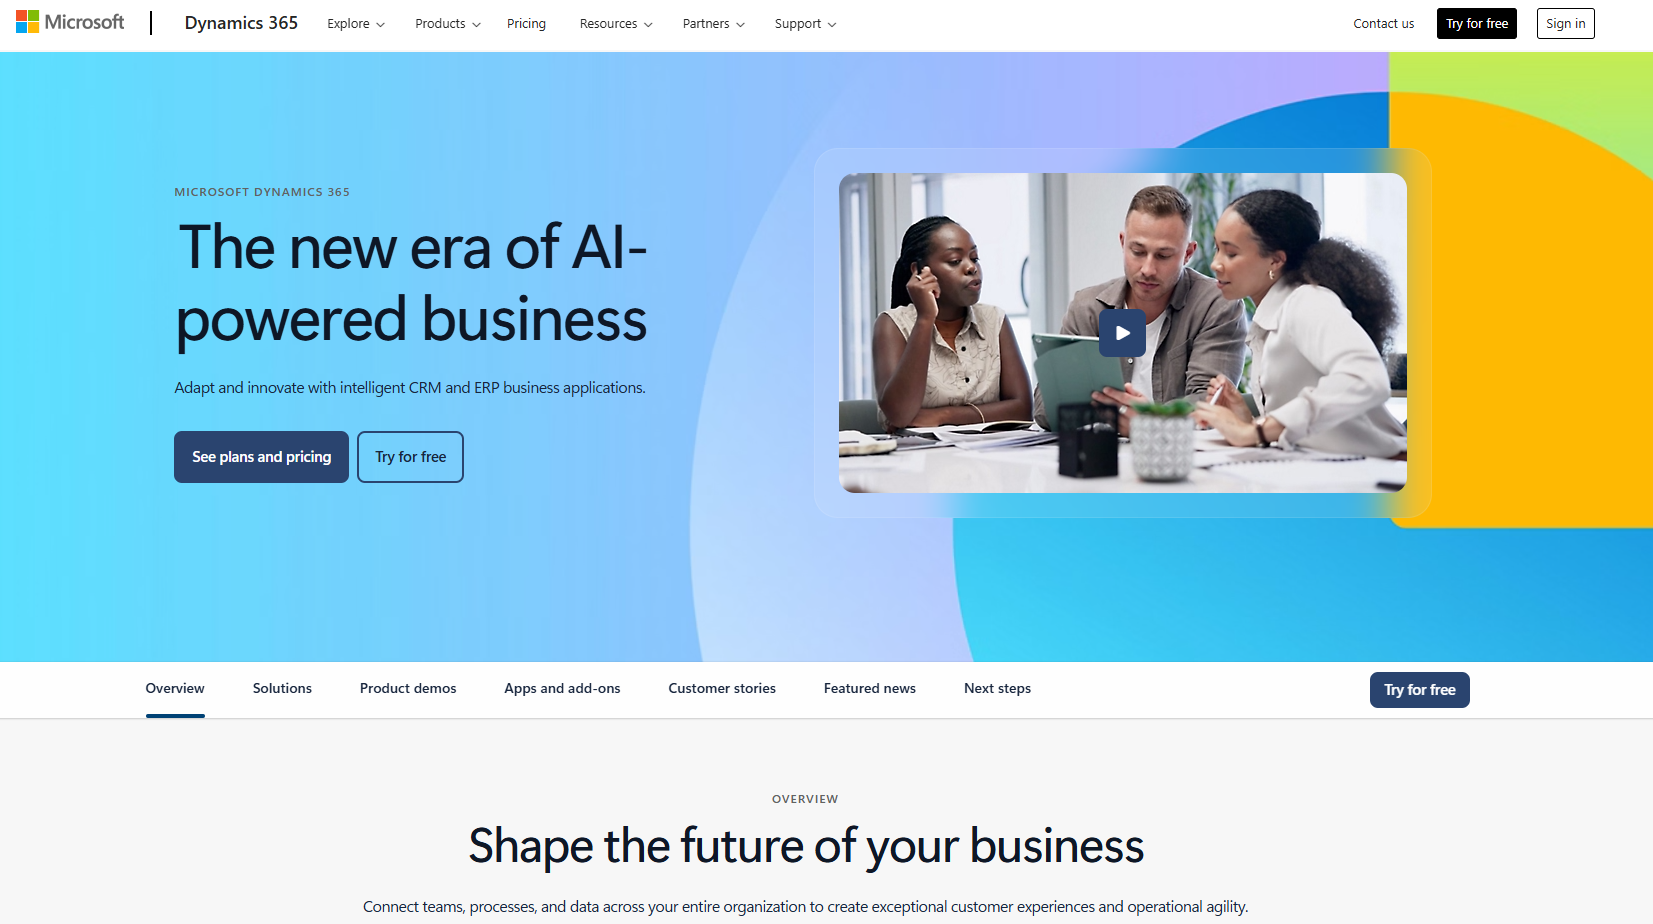 Microsoft
Dynamics 365
Explore
Products
Pricing
Resources
Partners
Support
Contact us
Try for free
Sign in
MICROSOFT DYNAMICS 365
The new era of AI-
powered business
Adapt and innovate with intelligent CRM and ERP business applications.
See plans and pricing
Try for free
Overview
Solutions
Product demos
Apps and add-ons
Customer stories
Featured news
Next steps
Try for free
OVERVIEW
Shape the future of your business
Connect teams, processes, and data across your entire organization to create exceptional customer experiences and operational agility.